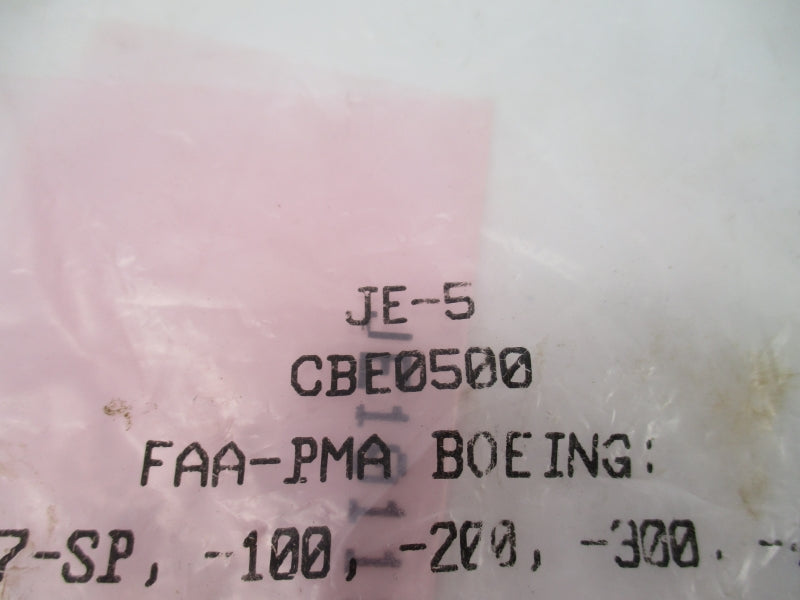 JE-5
CBE0500
FAA-PMA BOEING:
7-SP, -100, -200, -300. -